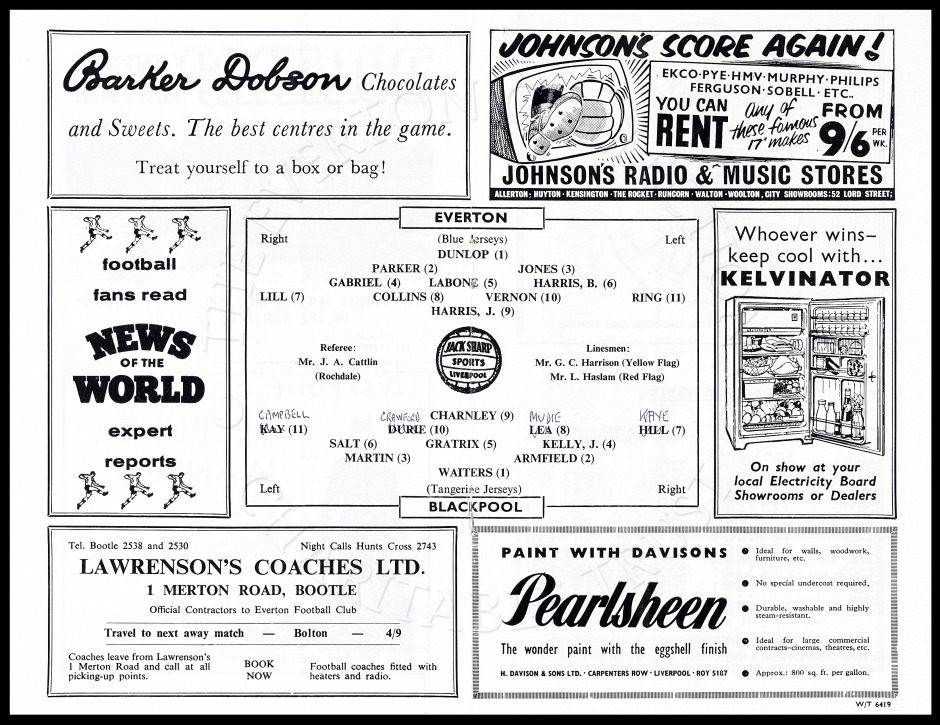 Barker Dobson Chocolates
and Sweets. The best centres in the game.
Treat yourself to a box or bag!
JOHNSON'S SCORE AGAIN!
EKCO·PYE·HMV·MURPHY·PHILIPS
FERGUSON·SOBELL·ETC..
YOU CAN
RENT
any of
these famous
17" makes
FROM
9/6 PER WK.
JOHNSON'S RADIO & MUSIC STORES
ALLERTON·HUYTON·KENSINGTON·THE ROCKET·RUNCORN·WALTON·WOOLTON, CITY SHOWROOMS: 52 LORD STREET;
football
fans read
NEWS
OF THE
WORLD
expert
reports
EVERTON
Right (Blue Jerseys) Left
DUNLOP (1)
PARKER (2) JONES (3)
GABRIEL (4) LABONE (5) HARRIS, B. (6)
LILL (7) COLLINS (8) VERNON (10) RING (11)
HARRIS, J. (9)
Referee:
Mr. J. A. Cattlin
(Rochdale)
JACK SHARP
SPORTS
LIVERPOOL
Linesmen:
Mr. G. C. Harrison (Yellow Flag)
Mr. L. Haslam (Red Flag)
CHARNLEY (9)
CAMPBELL CRAWFORD MUDIE KAYE
KAY (11) DURIE (10) LEA (8) HILL (7)
SALT (6) GRATRIX (5) KELLY, J. (4)
MARTIN (3) ARMFIELD (2)
WAITERS (1)
Left (Tangerine Jerseys) Right
BLACKPOOL
Whoever wins–
keep cool with...
KELVINATOR
KELVINATOR
On show at your
local Electricity Board
Showrooms or Dealers
Tel. Bootle 2538 and 2530 Night Calls Hunts Cross 2743
LAWRENSON'S COACHES LTD.
1 MERTON ROAD, BOOTLE
Official Contractors to Everton Football Club
Travel to next away match — Bolton — 4/9
Coaches leave from Lawrenson's
1 Merton Road and call at all
picking-up points.
BOOK
NOW
Football coaches fitted with
heaters and radio.
PAINT WITH DAVISONS
Pearlsheen
The wonder paint with the eggshell finish
H. DAVISON & SONS LTD. · CARPENTERS ROW · LIVERPOOL · ROY 5187
Ideal for walls, woodwork,
furniture, etc.
No special undercoat required.
Durable, washable and highly
steam-resistant.
Ideal for large commercial
contracts–cinemas, theatres, etc.
Approx.: 800 sq. ft. per gallon.
W/T 6419